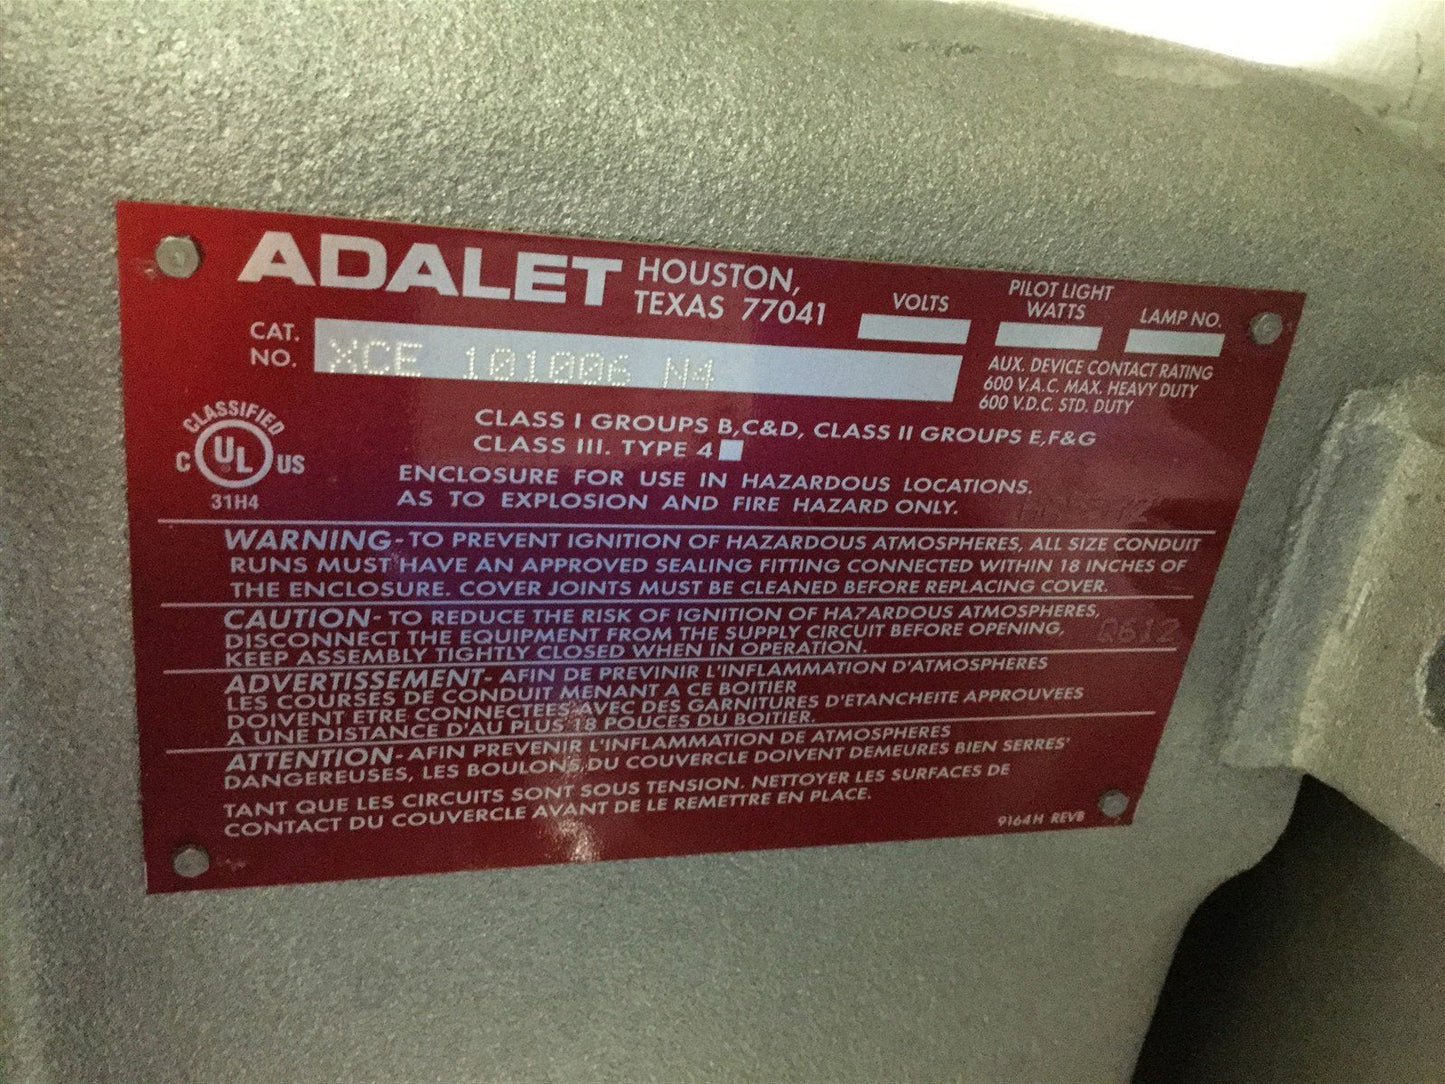 ADALET HOUSTON, TEXAS 77041
VOLTS
PILOT LIGHT WATTS
LAMP NO.
CAT. NO. XCE 101006 N4
AUX. DEVICE CONTACT RATING
600 V.A.C. MAX. HEAVY DUTY
600 V.D.C. STD. DUTY
CLASSIFIED
C UL US
31H4
CLASS I GROUPS B,C&D, CLASS II GROUPS E,F&G
CLASS III. TYPE 4
ENCLOSURE FOR USE IN HAZARDOUS LOCATIONS.
AS TO EXPLOSION AND FIRE HAZARD ONLY.
WARNING- TO PREVENT IGNITION OF HAZARDOUS ATMOSPHERES, ALL SIZE CONDUIT
RUNS MUST HAVE AN APPROVED SEALING FITTING CONNECTED WITHIN 18 INCHES OF
THE ENCLOSURE. COVER JOINTS MUST BE CLEANED BEFORE REPLACING COVER.
CAUTION- TO REDUCE THE RISK OF IGNITION OF HAZARDOUS ATMOSPHERES,
DISCONNECT THE EQUIPMENT FROM THE SUPPLY CIRCUIT BEFORE OPENING, Q612
KEEP ASSEMBLY TIGHTLY CLOSED WHEN IN OPERATION.
ADVERTISSEMENT- AFIN DE PREVINIR L'INFLAMMATION D'ATMOSPHERES
LES COURSES DE CONDUIT MENANT A CE BOITIER
DOIVENT ETRE CONNECTEES AVEC DES GARNITURES D'ETANCHEITE APPROUVEES
A UNE DISTANCE D'AU PLUS 18 POUCES DU BOITIER.
ATTENTION- AFIN PREVENIR L'INFLAMMATION DE ATMOSPHERES
DANGEREUSES, LES BOULONS DU COUVERCLE DOIVENT DEMEURES BIEN SERRES'
TANT QUE LES CIRCUITS SONT SOUS TENSION. NETTOYER LES SURFACES DE
CONTACT DU COUVERCLE AVANT DE LE REMETTRE EN PLACE.
9164H REVB